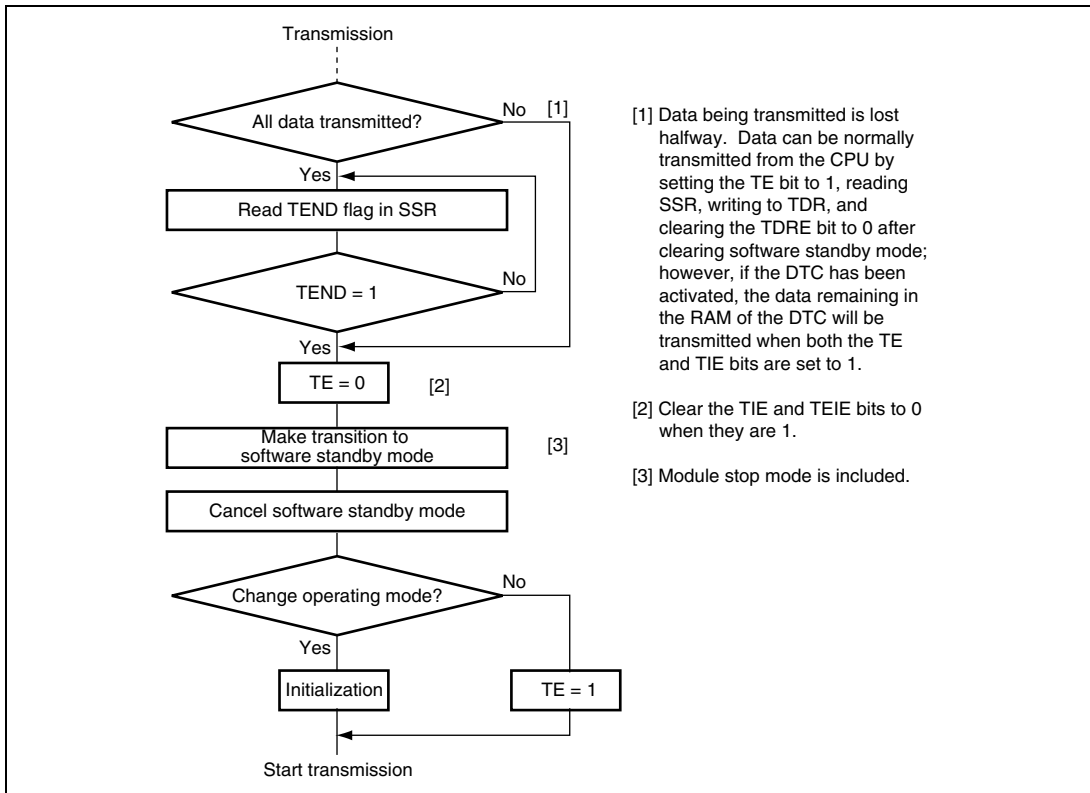 Transmission
All data transmitted?
No
[1]
Yes
Read TEND flag in SSR
TEND = 1
No
Yes
TE = 0
[2]
Make transition to
software standby mode
[3]
Cancel software standby mode
Change operating mode?
No
Yes
Initialization
TE = 1
Start transmission
[1] Data being transmitted is lost
halfway. Data can be normally
transmitted from the CPU by
setting the TE bit to 1, reading
SSR, writing to TDR, and
clearing the TDRE bit to 0 after
clearing software standby mode;
however, if the DTC has been
activated, the data remaining in
the RAM of the DTC will be
transmitted when both the TE
and TIE bits are set to 1.
[2] Clear the TIE and TEIE bits to 0
when they are 1.
[3] Module stop mode is included.